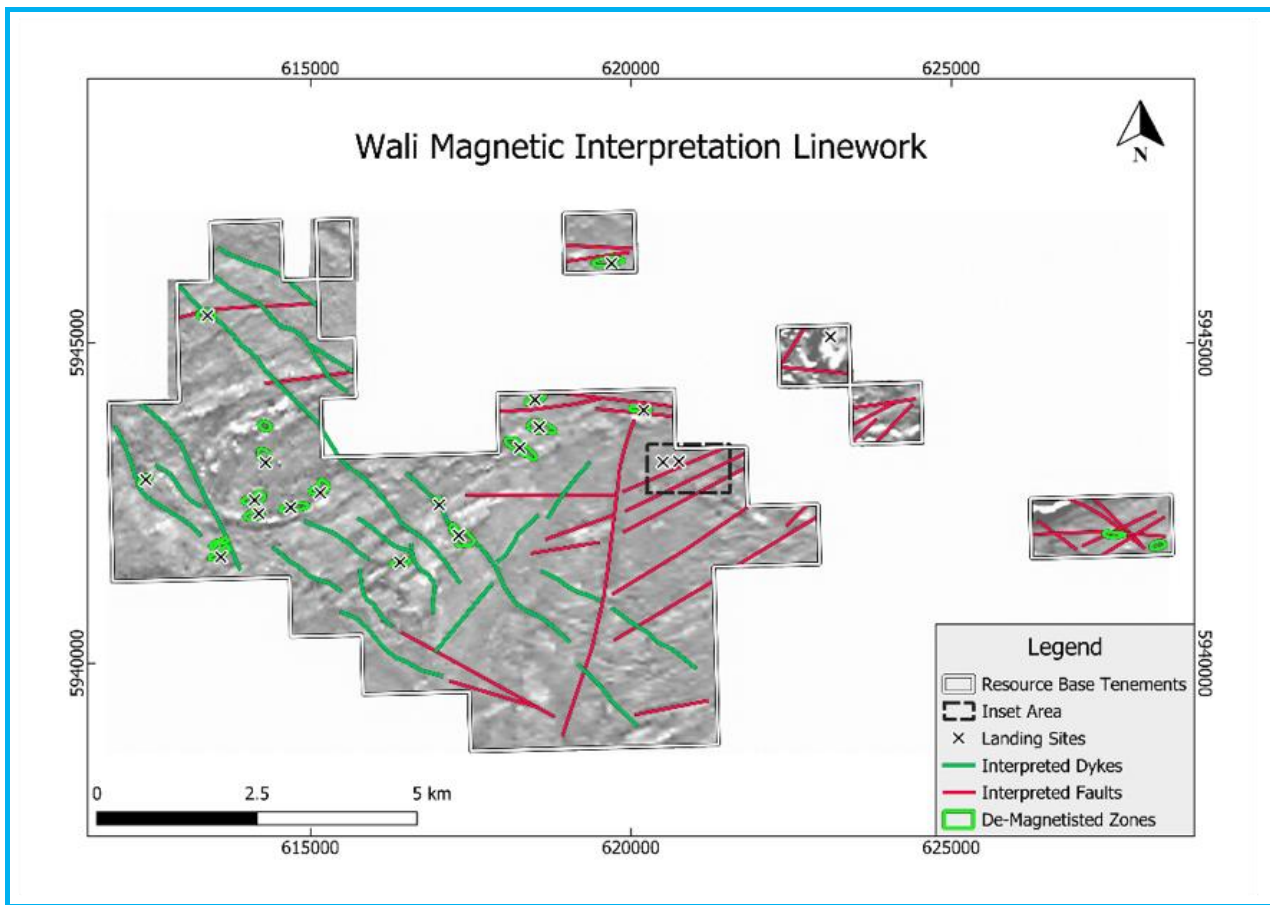 615000
620000
625000
Wali Magnetic Interpretation Linework
N
5945000
5945000
5940000
5940000
Legend
Resource Base Tenements
Inset Area
Landing Sites
Interpreted Dykes
Interpreted Faults
De-Magnetisted Zones
0
2.5
5 km
615000
620000
625000